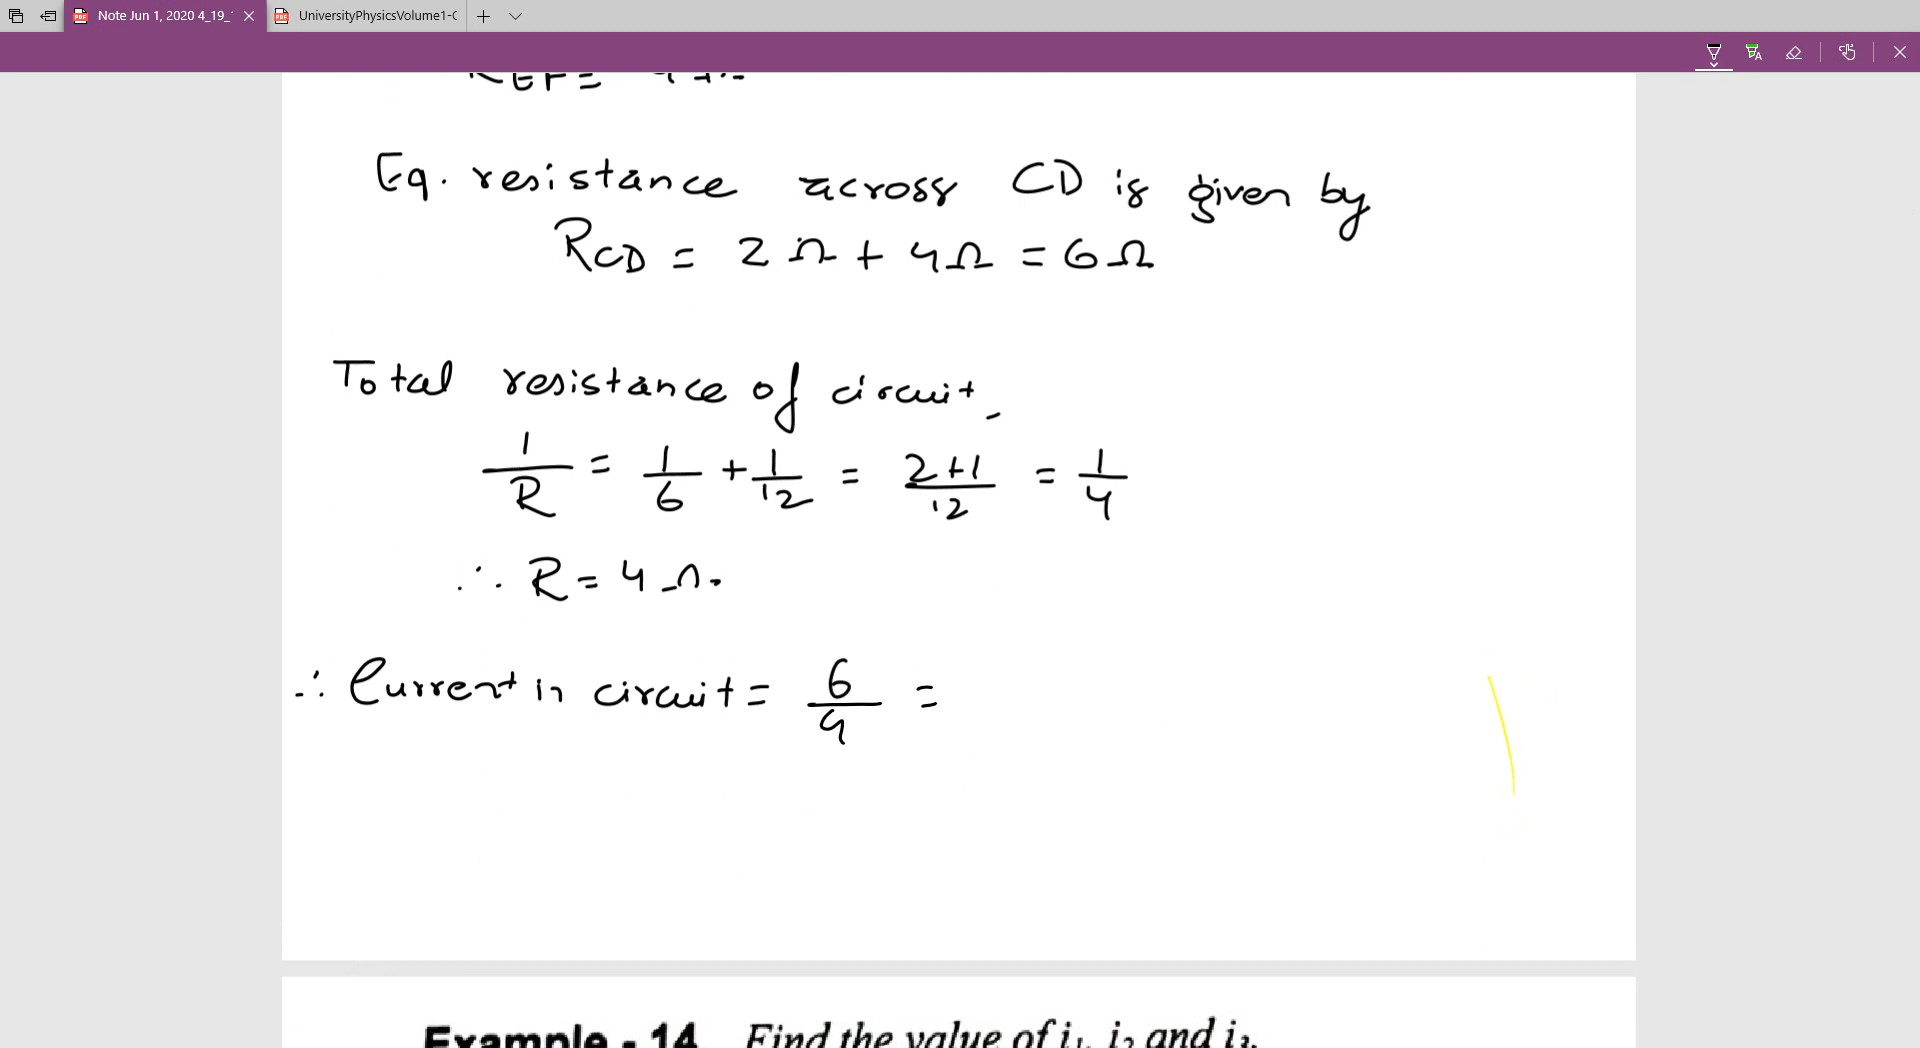 Note Jun 1, 2020 4_19_ UniversityPhysicsVolume1-
Eq. resistance across CD is given by
RCD = 2 Ω + 4Ω = 6Ω
Total resistance of circuit,
1/R = 1/6 + 1/12 = 2+1/12 = 1/4
∴ R = 4 Ω.
∴ Current in circuit = 6/4 =
Example - 14 Find the value of i₁, i₂ and i₃.